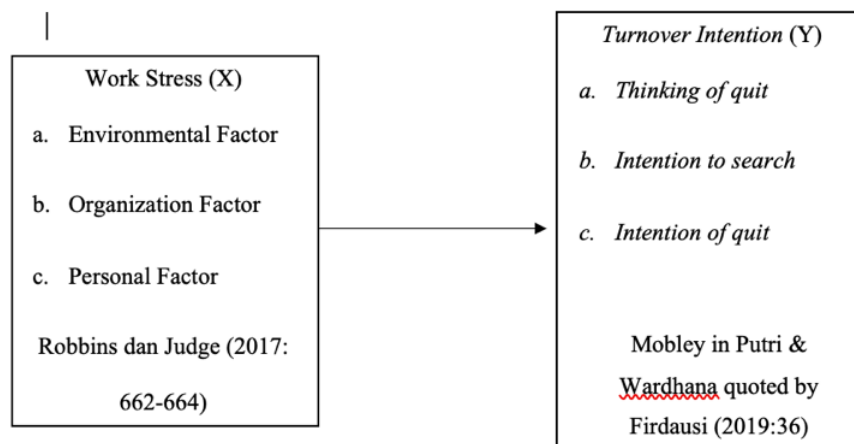 Work Stress (X)
a. Environmental Factor
b. Organization Factor
c. Personal Factor
Robbins dan Judge (2017:
662-664)
Turnover Intention (Y)
a. Thinking of quit
b. Intention to search
c. Intention of quit
Mobley in Putri &
Wardhana quoted by
Firdausi (2019:36)